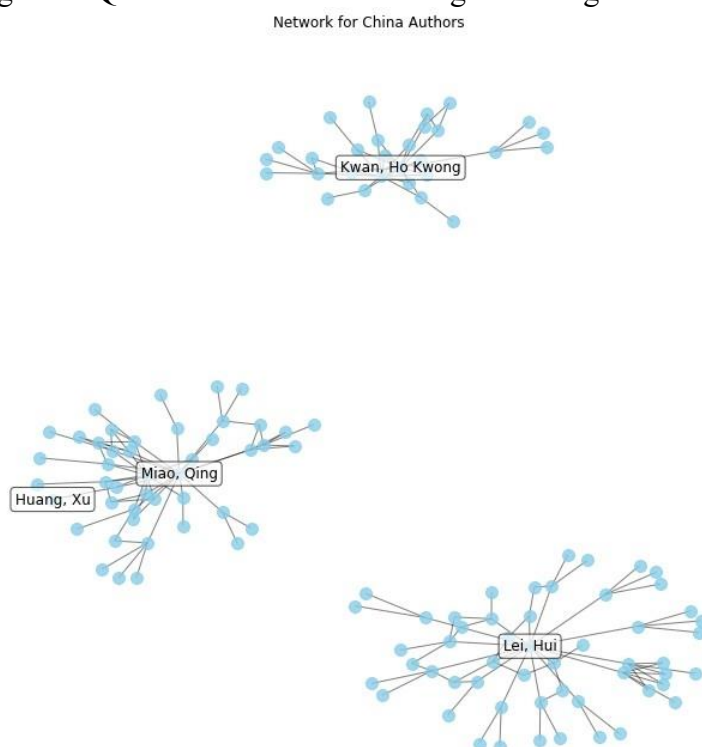 Network for China Authors
Kwan, Ho Kwong
Miao, Qing
Huang, Xu
Lei, Hui